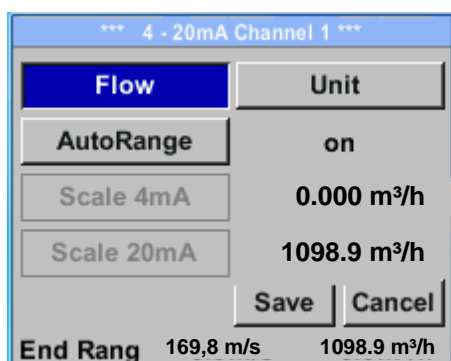 *** 4 - 20mA Channel 1 ***
Flow Unit
AutoRange on
Scale 4mA 0.000 m³/h
Scale 20mA 1098.9 m³/h
Save Cancel
End Rang 169,8 m/s 1098.9 m³/h